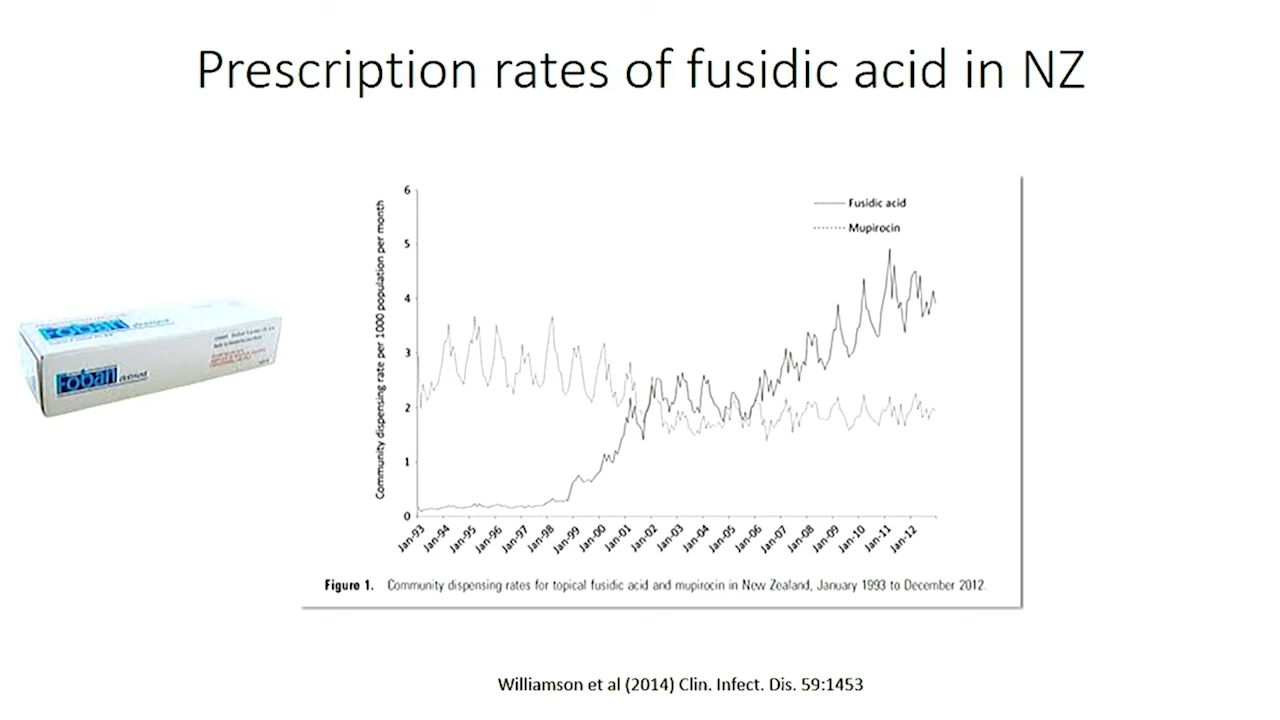 Prescription rates of fusidic acid in NZ
Foban
Foban
Community dispensing rate per 1000 population per month
6
5
4
3
2
1
0
Fusidic acid
Mupirocin
Jan-93
Jan-94
Jan-95
Jan-96
Jan-97
Jan-98
Jan-99
Jan-00
Jan-01
Jan-02
Jan-03
Jan-04
Jan-05
Jan-06
Jan-07
Jan-08
Jan-09
Jan-10
Jan-11
Jan-12
Figure 1. Community dispensing rates for topical fusidic acid and mupirocin in New Zealand, January 1993 to December 2012.
Williamson et al (2014) Clin. Infect. Dis. 59:1453